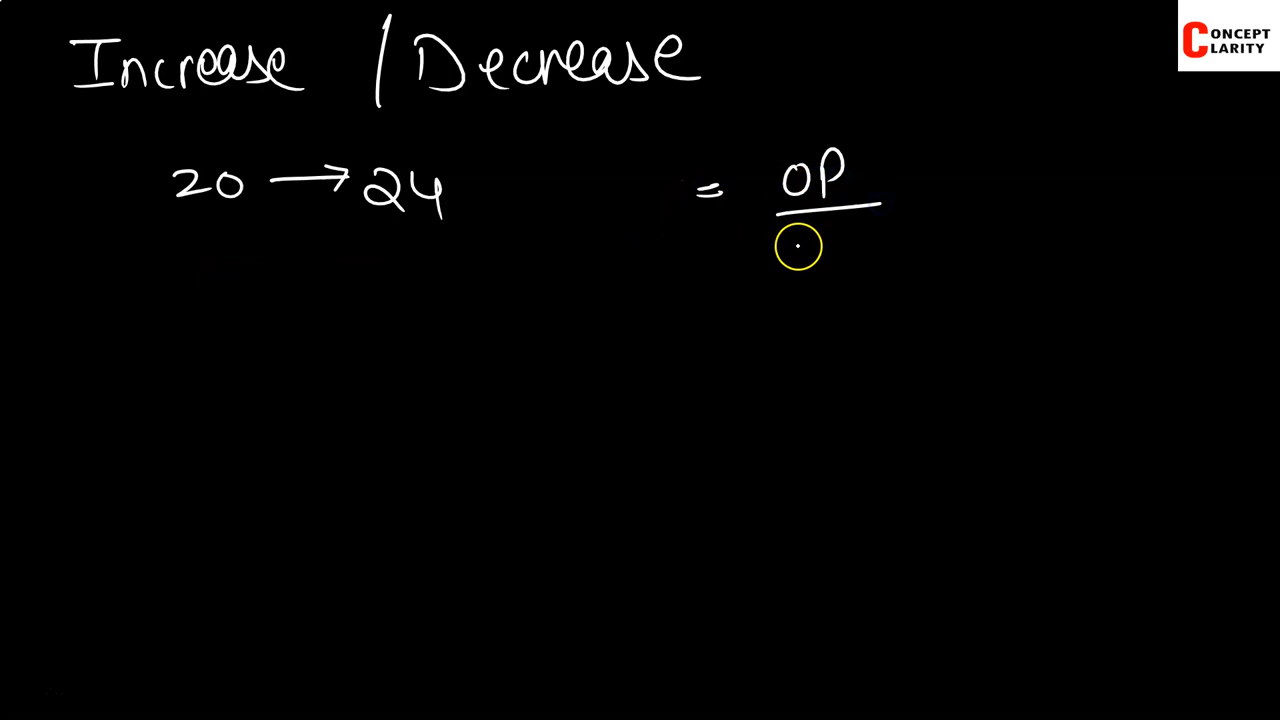 Increase / Decrease
CONCEPT
CLARITY
20 → 24 = OP